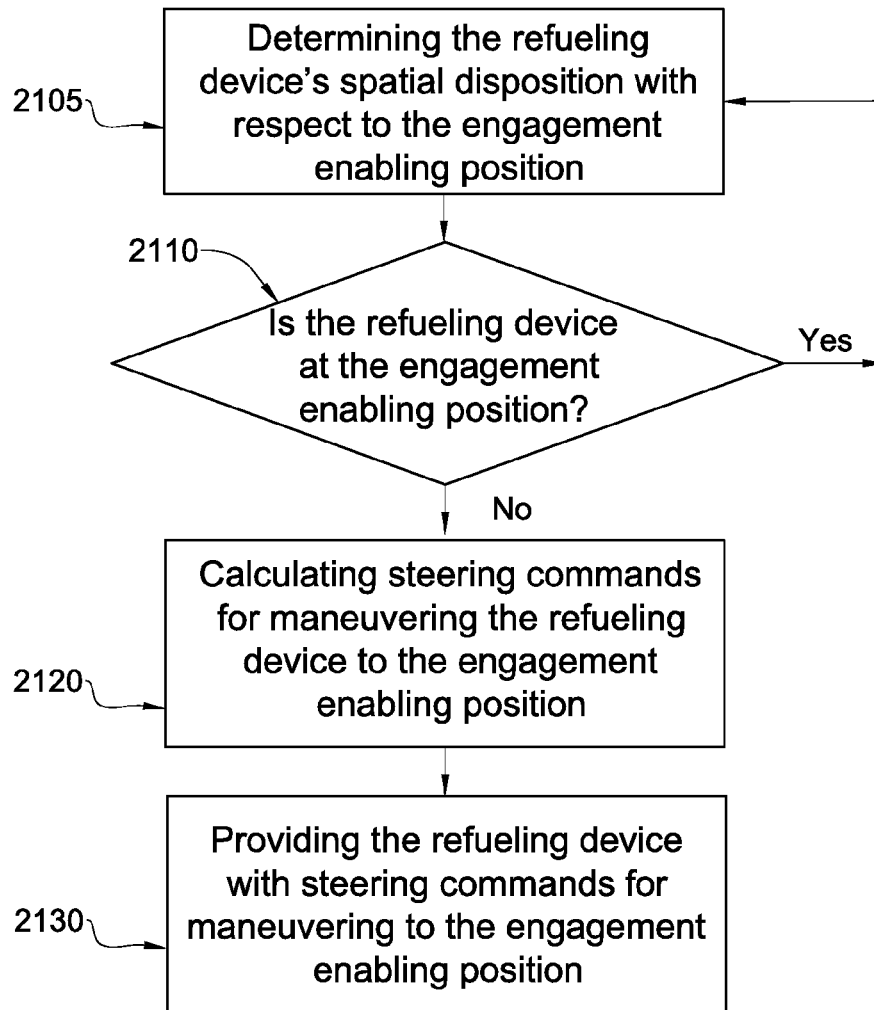 Determining the refueling
device's spatial disposition with
respect to the engagement
enabling position
2105
2110
Is the refueling device
at the engagement
enabling position?
Yes
No
Calculating steering commands
for maneuvering the refueling
device to the engagement
enabling position
2120
Providing the refueling device
with steering commands for
maneuvering to the engagement
enabling position
2130